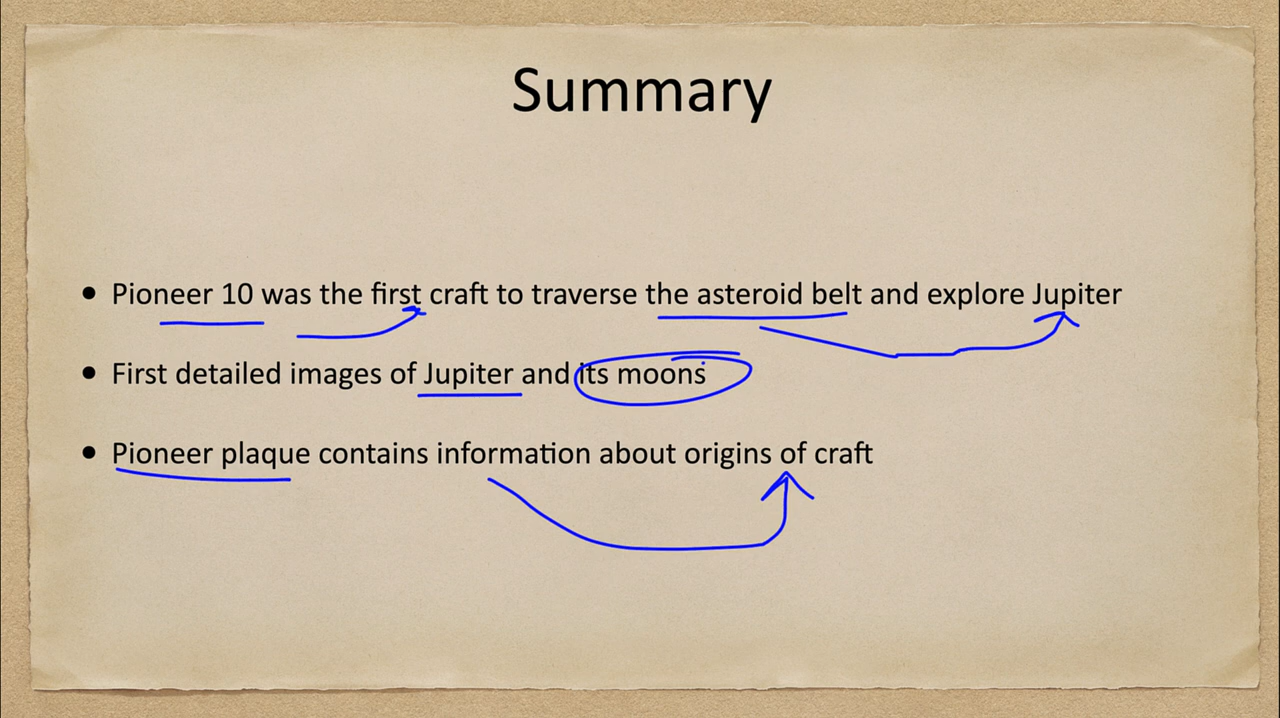 Summary
• Pioneer 10 was the first craft to traverse the asteroid belt and explore Jupiter
• First detailed images of Jupiter and its moons
• Pioneer plaque contains information about origins of craft